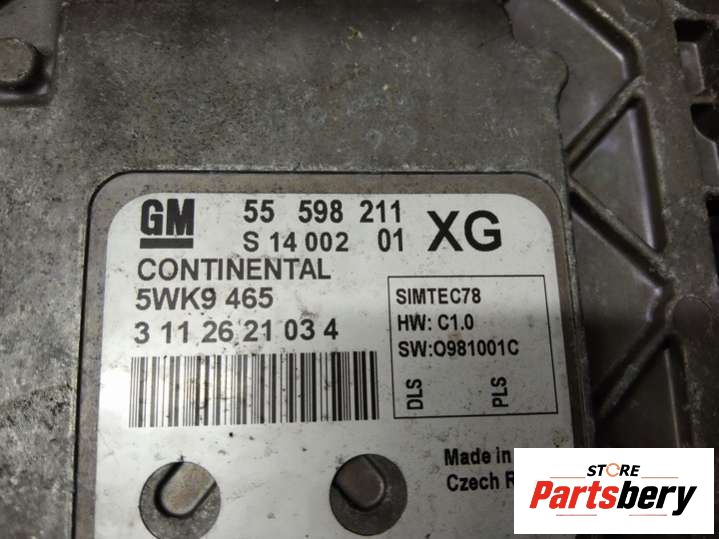 GM 55 598 211 XG
S 14 002 01
CONTINENTAL
5WK9 465
3 11 26 21 03 4
SIMTEC78
HW: C1.0
SW:O981001C
DLS PLS
Made in
Czech R
STORE
Partsbery